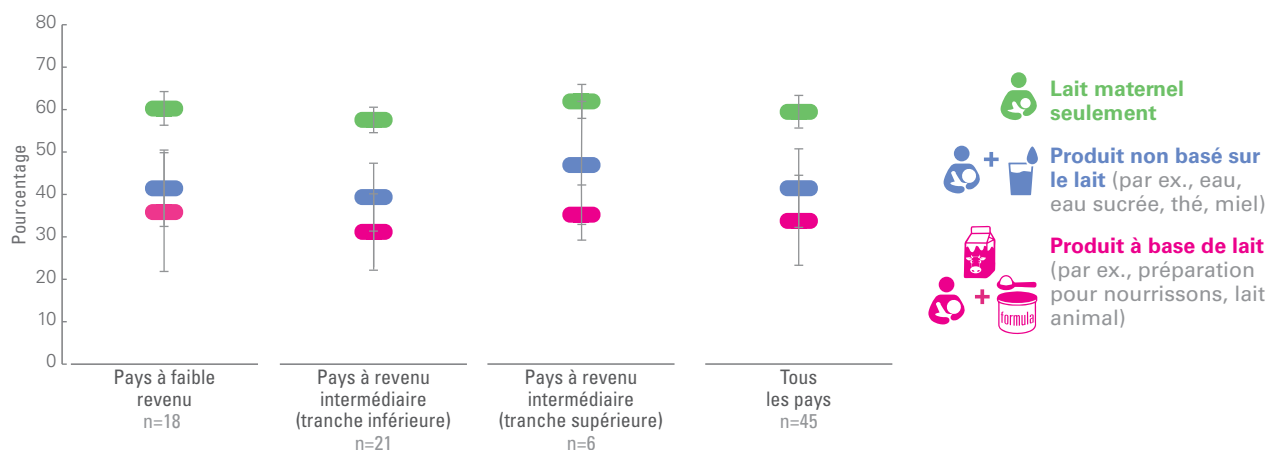 80
70
60
50
40
30
20
10
0
Pourcentage
Pays à faible
revenu
n=18
Pays à revenu
intermédiaire
(tranche inférieure)
n=21
Pays à revenu
intermédiaire
(tranche supérieure)
n=6
Tous
les pays
n=45
Lait maternel
seulement
+
Produit non basé sur
le lait (par ex., eau,
eau sucrée, thé, miel)
+
formula
Produit à base de lait
(par ex., préparation
pour nourrissons, lait
animal)